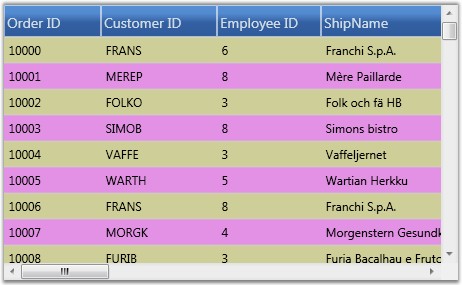 Order ID Customer ID Employee ID ShipName
10000 FRANS 6 Franchi S.p.A.
10001 MEREP 8 Mère Paillarde
10002 FOLKO 3 Folk och fä HB
10003 SIMOB 8 Simons bistro
10004 VAFFE 3 Vaffeljernet
10005 WARTH 5 Wartian Herkku
10006 FRANS 8 Franchi S.p.A.
10007 MORGK 4 Morgenstern Gesundk
10008 FURIB 3 Furia Bacalhau e Fruto